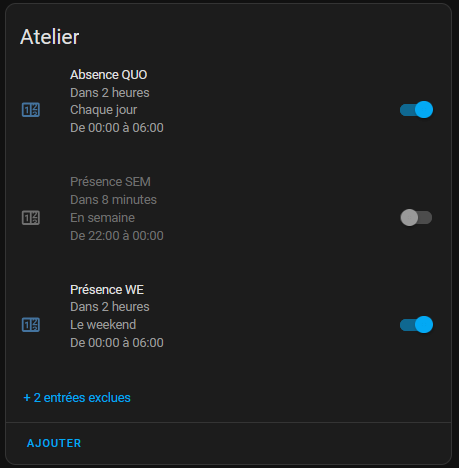 Atelier
Absence QUO
Dans 2 heures
Chaque jour
De 00:00 à 06:00
Présence SEM
Dans 8 minutes
En semaine
De 22:00 à 00:00
Présence WE
Dans 2 heures
Le weekend
De 00:00 à 06:00
+ 2 entrées exclues
AJOUTER